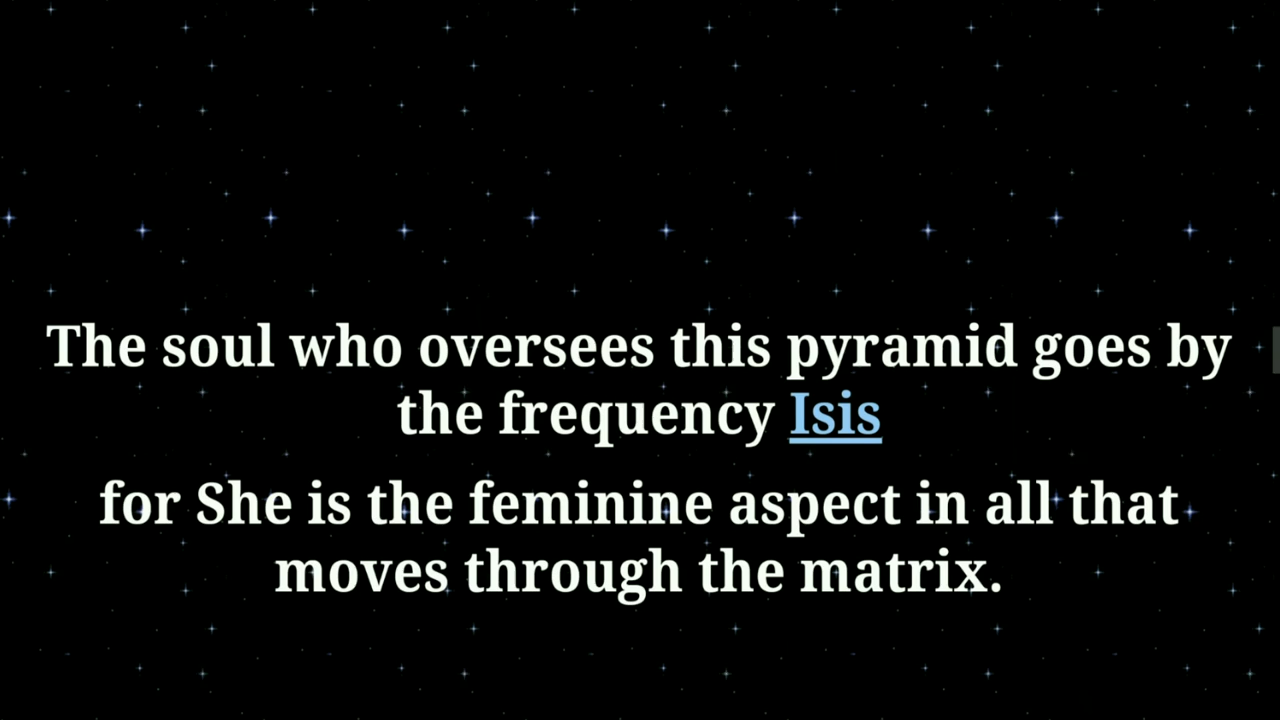 The soul who oversees this pyramid goes by
the frequency Isis
for She is the feminine aspect in all that
moves through the matrix.